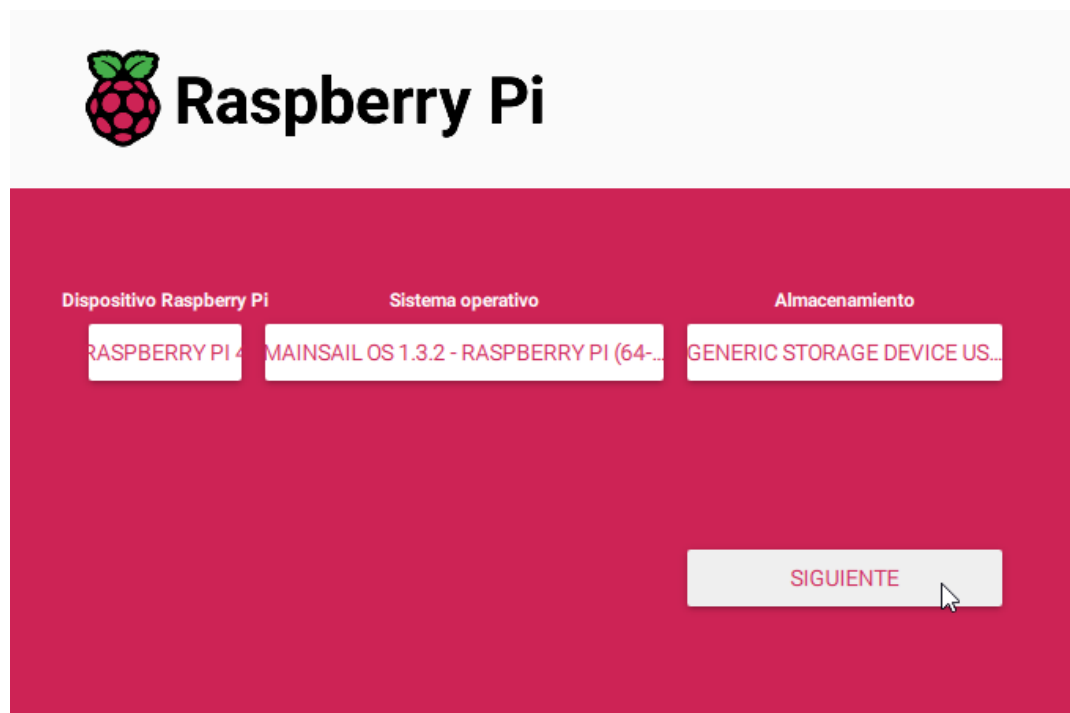 Raspberry Pi
Dispositivo Raspberry Pi
Sistema operativo
Almacenamiento
RASPBERRY PI 4
MAINSAIL OS 1.3.2 - RASPBERRY PI (64-...
GENERIC STORAGE DEVICE US...
SIGUIENTE